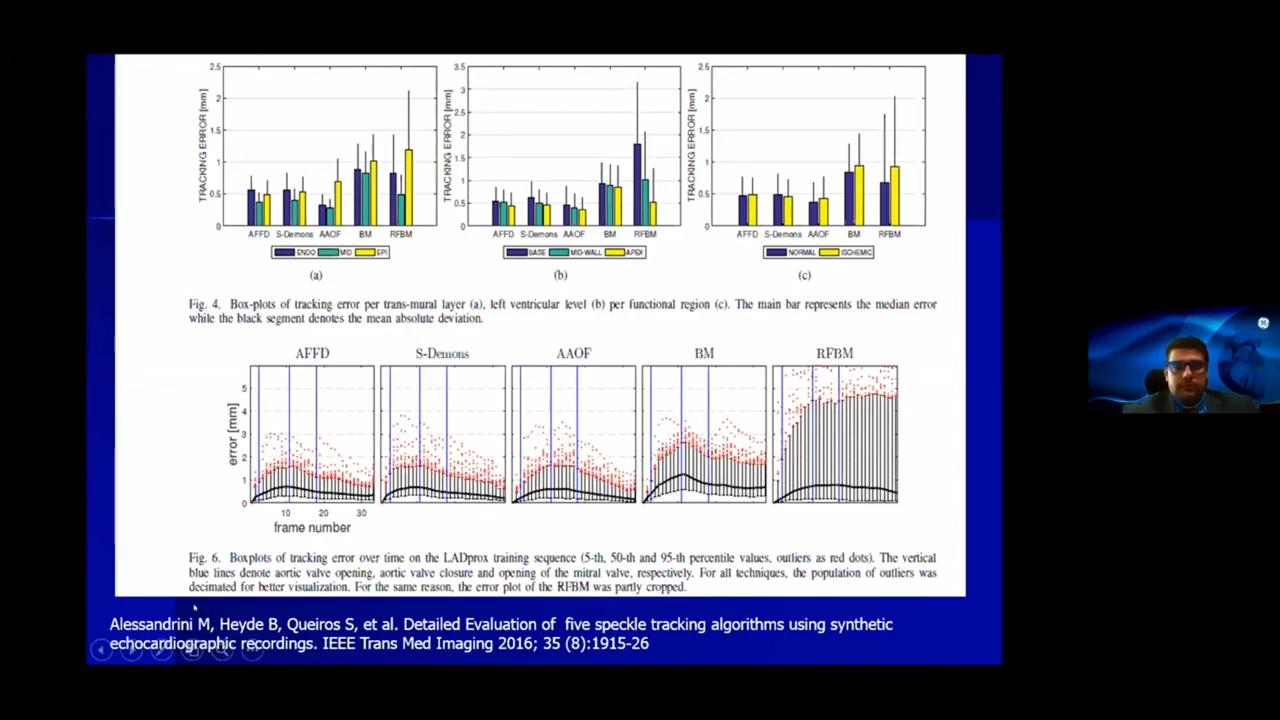 2.5
2
1.5
1
0.5
0
TRACKING ERROR [mm]
AFFD S-Demons AAOF BM RFBM
ENDO MID EPI
(a)
3.5
3
2.5
2
1.5
1
0.5
0
TRACKING ERROR [mm]
AFFD S-Demons AAOF BM RFBM
BASE MID-WALL APEX
(b)
2.5
2
1.5
1
0.5
0
TRACKING ERROR [mm]
AFFD S-Demons AAOF BM RFBM
NORMAL ISCHEMIC
(c)
Fig. 4. Box-plots of tracking error per trans-mural layer (a), left ventricular level (b) per functional region (c). The main bar represents the median error
while the black segment denotes the mean absolute deviation.
AFFD S-Demons AAOF BM RFBM
5
4
3
2
1
0
error [mm]
10 20 30
frame number
Fig. 6. Boxplots of tracking error over time on the LADprox training sequence (5-th, 50-th and 95-th percentile values, outliers as red dots). The vertical
blue lines denote aortic valve opening, aortic valve closure and opening of the mitral valve, respectively. For all techniques, the population of outliers was
decimated for better visualization. For the same reason, the error plot of the RFBM was partly cropped.
Alessandrini M, Heyde B, Queiros S, et al. Detailed Evaluation of five speckle tracking algorithms using synthetic
echocardiographic recordings. IEEE Trans Med Imaging 2016; 35 (8):1915-26